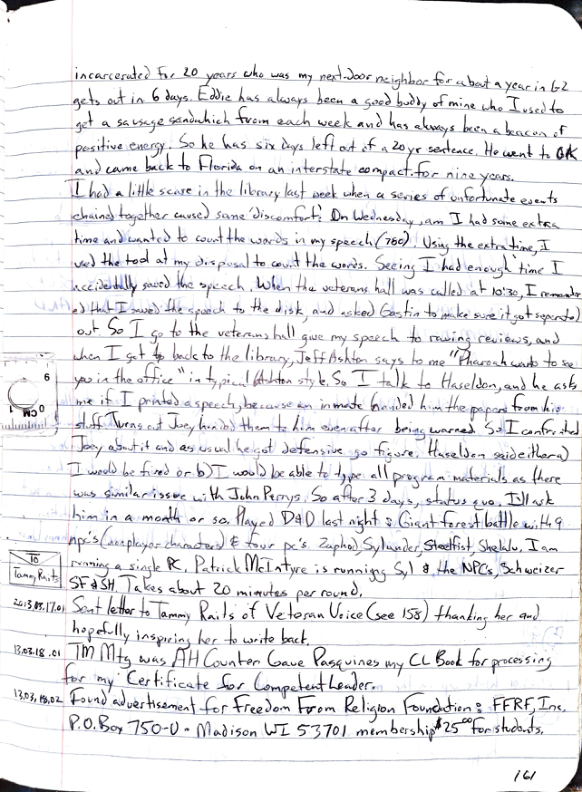 incarcerated for 20 years who was my next-door neighbor for about a year in G2
gets out in 6 days. Eddie has always been a good buddy of mine who I used to
get a sausage sandwhich from each week and has always been a beacon of
positive energy. So he has six days left out of a 20 yr sentence. He went to OK
and came back to Florida on an interstate compact for nine years.
I had a little scare in the library last week when a series of unfortunate events
chained together caused some 'discomfort'. On Wednesday, am I had some extra
time and wanted to count the words in my speech (760). Using the extra time, I
used the tool at my disposal to count the words. Seeing I had enough time I
accidentally saved the speech. When the veterans hall was called at 10:30, I remember
ed that I saved the speech to the disk, and asked Gastin to make sure it got separated
out. So I go to the veterans hall give my speech to raving reviews, and
when I get to back to the library, Jeff Ashton says to me "Pharoah wants to see
you in the office" in typical Ashton style. So I talk to Haseldon, and he asks
me if I printed a speech, because an inmate handed him the papers from his
stuff. Turns out Joey handed them to him even after being warned. So I confronted
Joey about it and as usual he got defensive, go figure. Haseldon said either a)
I would be fired or b) I would be able to type all program materials as there
was similar issue with John Perrys. So after 3 days, status quo. I'll ask
him in a month or so. Played D&D last night: Giant forest battle with 9
npc's (nonplayer characters) & four pc's. Zaphod, Sylunder, Steelfist, Shelulu, I am
running a single PC. Patrick McIntyre is running Syl & the NPC's, Schweizer
SF & SH. Takes about 20 minutes per round.
TO
Tammy Raits
2013.03.17.01 Sent letter to Tammy Raits of Veteran Voice (see 158) thanking her and
hopefully inspiring her to write back.
13.03.18.01 TM Mtg was AH Counter Gave Pasquines my CL Book for processing
for my Certificate for Competent Leader.
13.03.18.02 Found advertisement for Freedom From Religion Foundation: FFRF, Inc.
P.O. Box 750-U - Madison WI 53701 membership $25.00 for students.
161
6
0 CM 1